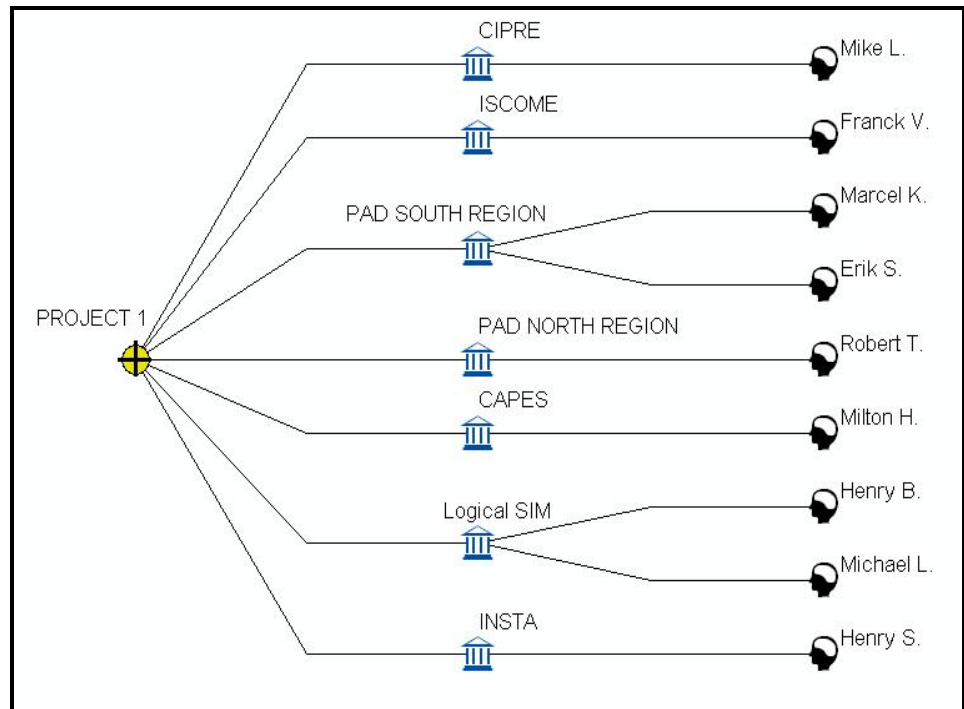 CIPRE
Mike L.
ISCOME
Franck V.
PAD SOUTH REGION
Marcel K.
Erik S.
PROJECT 1
PAD NORTH REGION
Robert T.
CAPES
Milton H.
Logical SIM
Henry B.
Michael L.
INSTA
Henry S.